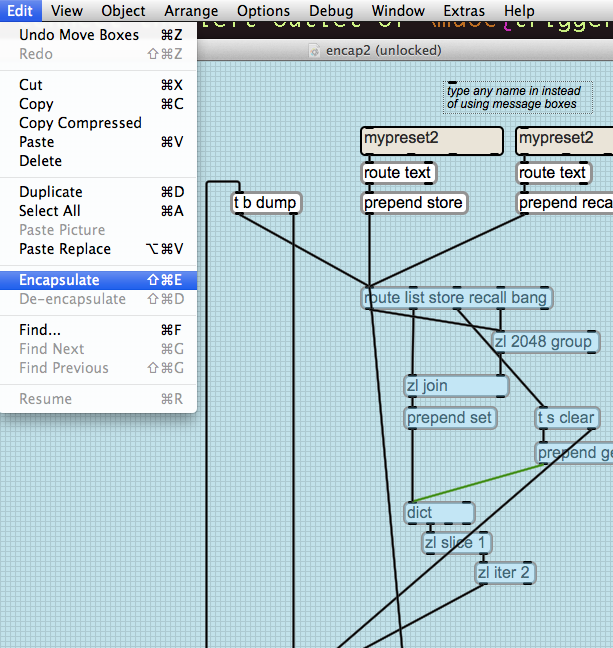 Edit View Object Arrange Options Debug Window Extras Help
encap2 (unlocked)
Undo Move Boxes ⌘Z
Redo ⇧⌘Z
Cut ⌘X
Copy ⌘C
Copy Compressed
Paste ⌘V
Delete
Duplicate ⌘D
Select All ⌘A
Paste Picture
Paste Replace ⌥⌘V
Encapsulate ⇧⌘E
De-encapsulate ⇧⌘D
Find... ⌘F
Find Next ⌘G
Find Previous ⇧⌘G
Resume ⌘R
type any name in instead
of using message boxes
mypreset2 mypreset2
route text route text
t b dump prepend store prepend reca
route list store recall bang
zl 2048 group
zl join
prepend set t s clear
prepend ge
dict
zl slice 1
zl iter 2